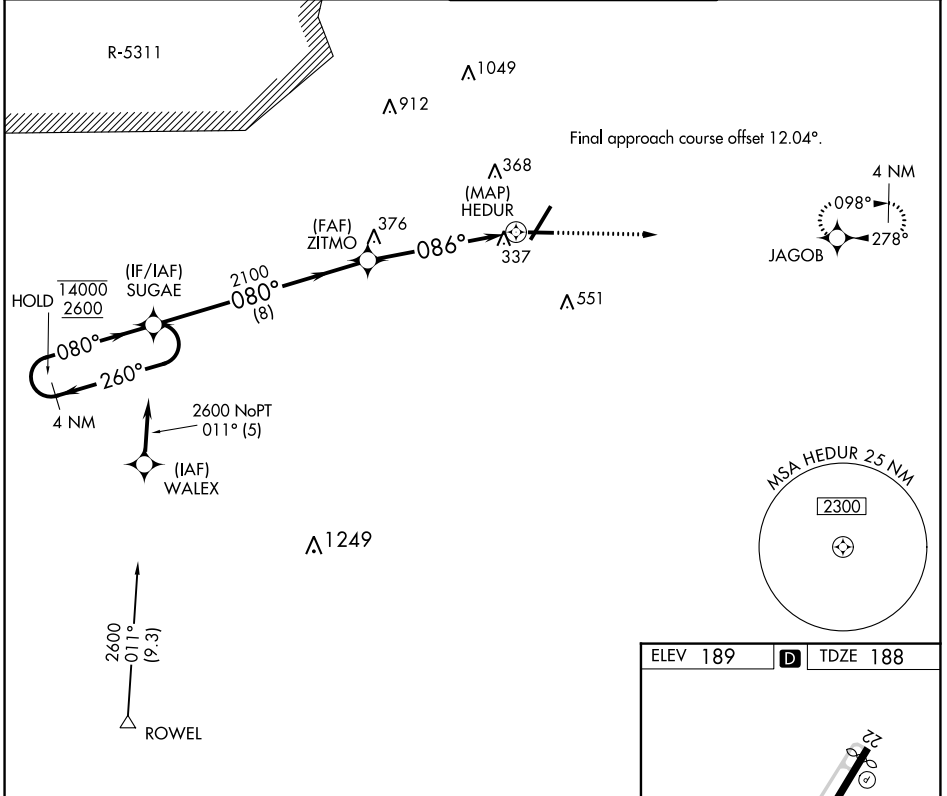 R-5311
1049
912
Final approach course offset 12.04°.
368
4 NM
(MAP)
HEDUR
098°
(FAF)
ZITMO
376
086°
278°
JAGOB
337
(IF/IAF)
SUGAE
2100
080°
(8)
HOLD
14000
2600
551
080°
260°
4 NM
2600 NoPT
011° (5)
(IAF)
WALEX
MSA HEDUR 25 NM
2300
1249
2600
011°
(9.3)
ROWEL
ELEV 189
D
TDZE 188
22
P